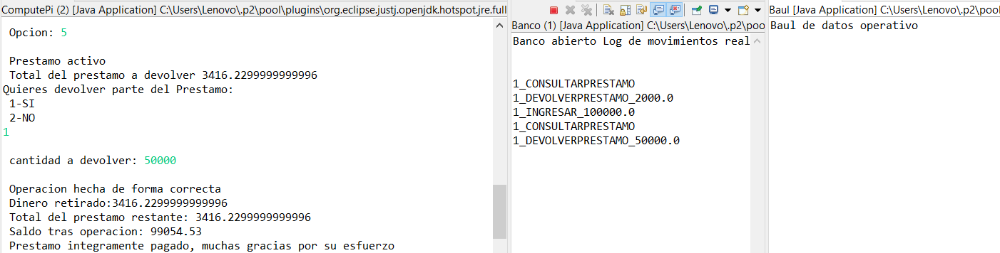 ComputePi (2) [Java Application] C:\Users\Lenovo\.p2\pool\plugins\org.eclipse.justj.openjdk.hotspot.jre.full
Opcion: 5
Prestamo activo
Total del prestamo a devolver 3416.2299999999996
Quieres devolver parte del Prestamo:
1-SI
2-NO
1
cantidad a devolver: 50000
Operacion hecha de forma correcta
Dinero retirado:3416.2299999999996
Total del prestamo restante: 3416.2299999999996
Saldo tras operacion: 99054.53
Prestamo integramente pagado, muchas gracias por su esfuerzo
Banco (1) [Java Application] C:\Users\Lenovo\.p2\poo
Banco abierto Log de movimientos real
1_CONSULTARPRESTAMO
1_DEVOLVERPRESTAMO_2000.0
1_INGRESAR_100000.0
1_CONSULTARPRESTAMO
1_DEVOLVERPRESTAMO_50000.0
Baul [Java Application] C:\Users\Lenovo\.p2\pool
Baul de datos operativo